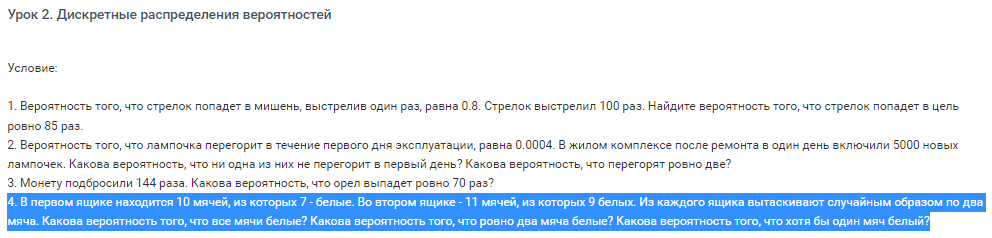 Урок 2. Дискретные распределения вероятностей
Условие:
1. Вероятность того, что стрелок попадет в мишень, выстрелив один раз, равна 0.8. Стрелок выстрелил 100 раз. Найдите вероятность того, что стрелок попадет в цель
ровно 85 раз.
2. Вероятность того, что лампочка перегорит в течение первого дня эксплуатации, равна 0.0004. В жилом комплексе после ремонта в один день включили 5000 новых
лампочек. Какова вероятность, что ни одна из них не перегорит в первый день? Какова вероятность, что перегорят ровно две?
3. Монету подбросили 144 раза. Какова вероятность, что орел выпадет ровно 70 раз?
4. В первом ящике находится 10 мячей, из которых 7 - белые. Во втором ящике - 11 мячей, из которых 9 белых. Из каждого ящика вытаскивают случайным образом по два
мяча. Какова вероятность того, что все мячи белые? Какова вероятность того, что ровно два мяча белые? Какова вероятность того, что хотя бы один мяч белый?